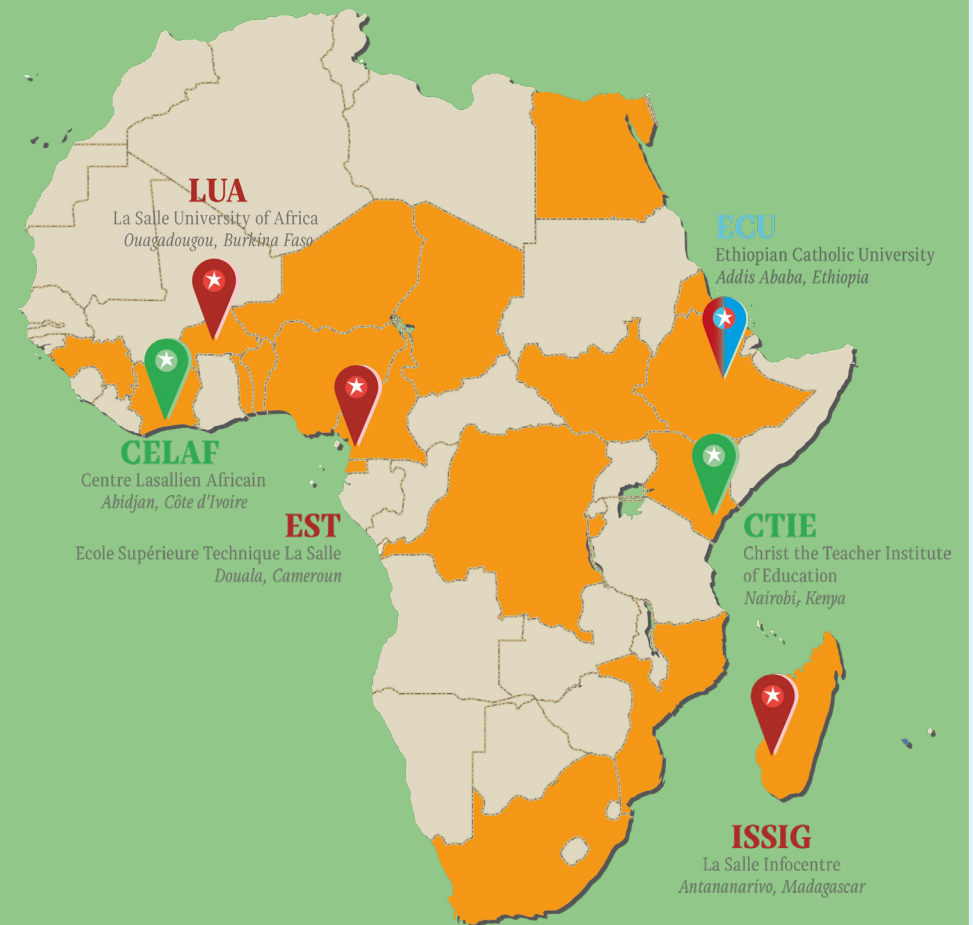 LUA
La Salle University of Africa
Ouagadougou, Burkina Faso
ECU
Ethiopian Catholic University
Addis Ababa, Ethiopia
CELAF
Centre Lasallien Africain
Abidjan, Côte d'Ivoire
EST
Ecole Supérieure Technique La Salle
Douala, Cameroun
CTIE
Christ the Teacher Institute
of Education
Nairobi, Kenya
ISSIG
La Salle Infocentre
Antananarivo, Madagascar